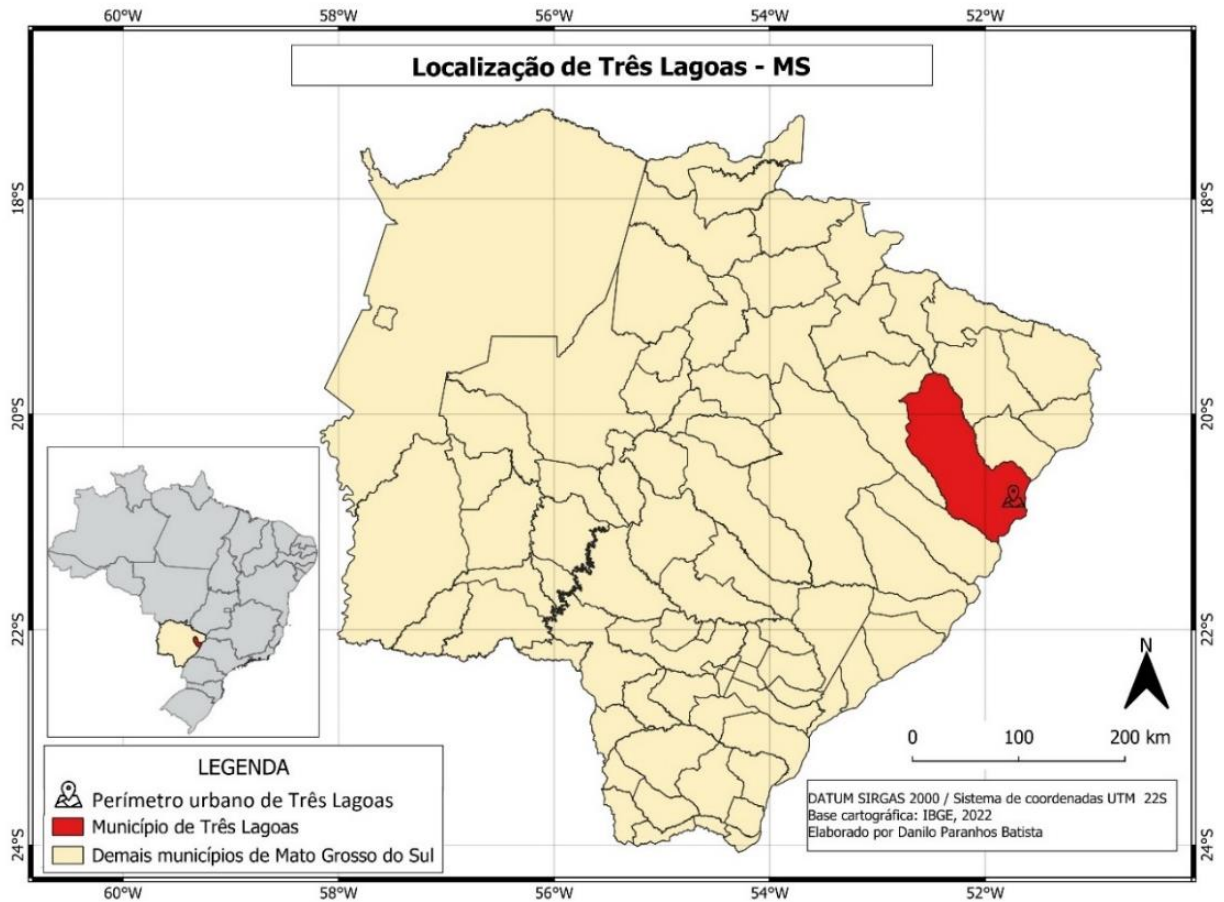 60°W 58°W 56°W 54°W 52°W
Localização de Três Lagoas - MS
18°S 18°S
20°S 20°S
22°S 22°S
N
0 100 200 km
LEGENDA
Perímetro urbano de Três Lagoas
Município de Três Lagoas
Demais municípios de Mato Grosso do Sul
DATUM SIRGAS 2000 / Sistema de coordenadas UTM 22S
Base cartográfica: IBGE, 2022
Elaborado por Danilo Paranhos Batista
24°S 24°S
60°W 58°W 56°W 54°W 52°W